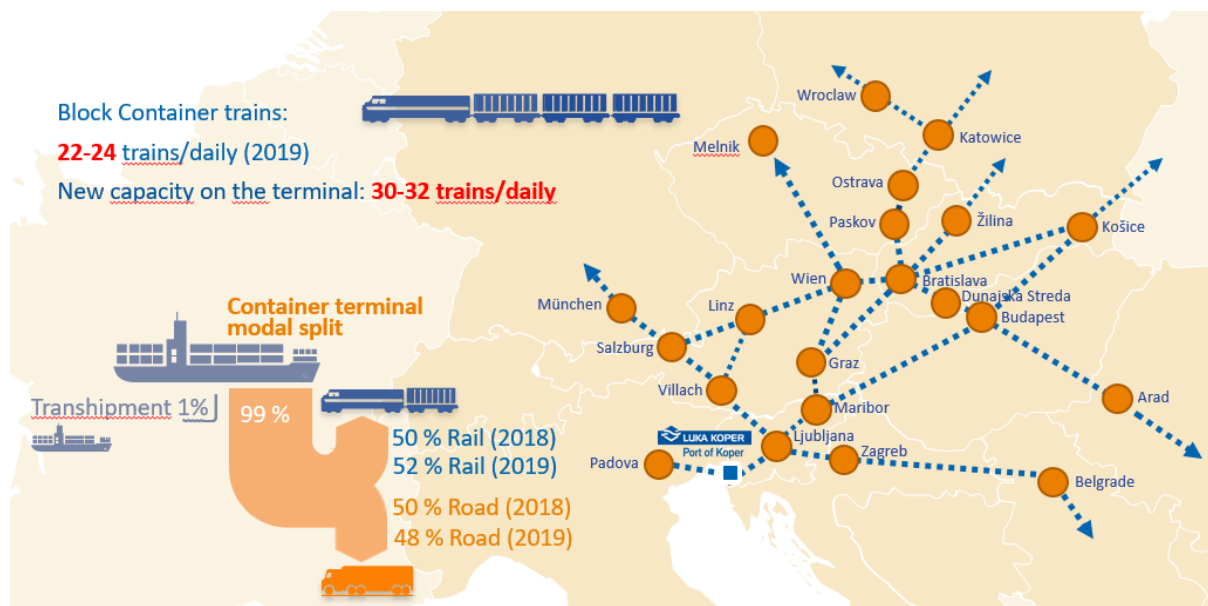 Block Container trains:
22-24 trains/daily (2019)
New capacity on the terminal: 30-32 trains/daily
Container terminal
modal split
Transhipment 1%
99 %
50 % Rail (2018)
52 % Rail (2019)
50 % Road (2018)
48 % Road (2019)
Wroclaw
Katowice
Melnik
Ostrava
Paskov
Žilina
Košice
Wien
Bratislava
Dunajska Streda
Budapest
München
Linz
Salzburg
Graz
Villach
Maribor
Arad
LUKA KOPER
Port of Koper
Ljubljana
Padova
Zagreb
Belgrade